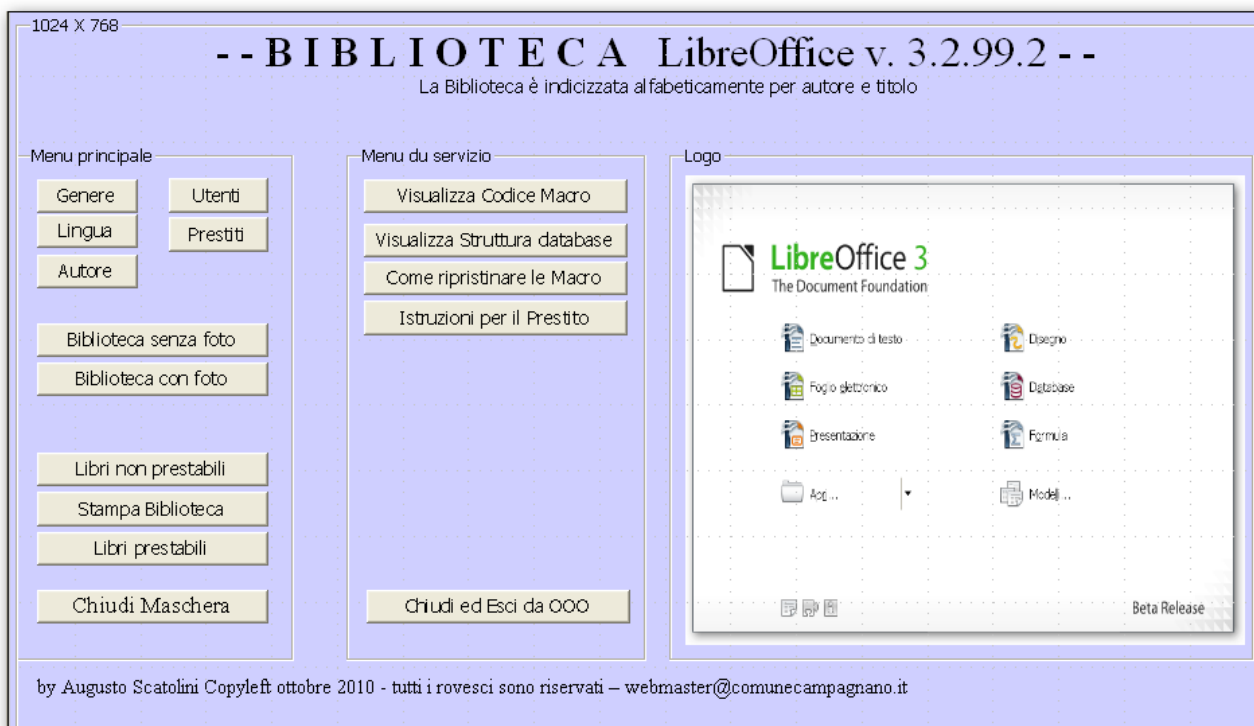 1024 X 768
- - B I B L I O T E C A LibreOffice v. 3.2.99.2 - -
La Biblioteca è indicizzata alfabeticamente per autore e titolo
Menu principale
Genere
Utenti
Lingua
Prestiti
Autore
Biblioteca senza foto
Biblioteca con foto
Libri non prestabili
Stampa Biblioteca
Libri prestabili
Chiudi Maschera
Menu du servizio
Visualizza Codice Macro
Visualizza Struttura database
Come ripristinare le Macro
Istruzioni per il Prestito
Chiudi ed Esci da OOO
Logo
LibreOffice 3
The Document Foundation
Documento di testo
Disegno
Foglio elettronico
Database
Presentazione
Formula
Apri...
Modelli ...
Beta Release
by Augusto Scatolini Copyleft ottobre 2010 - tutti i rovesci sono riservati – webmaster@comunecampagnano.it